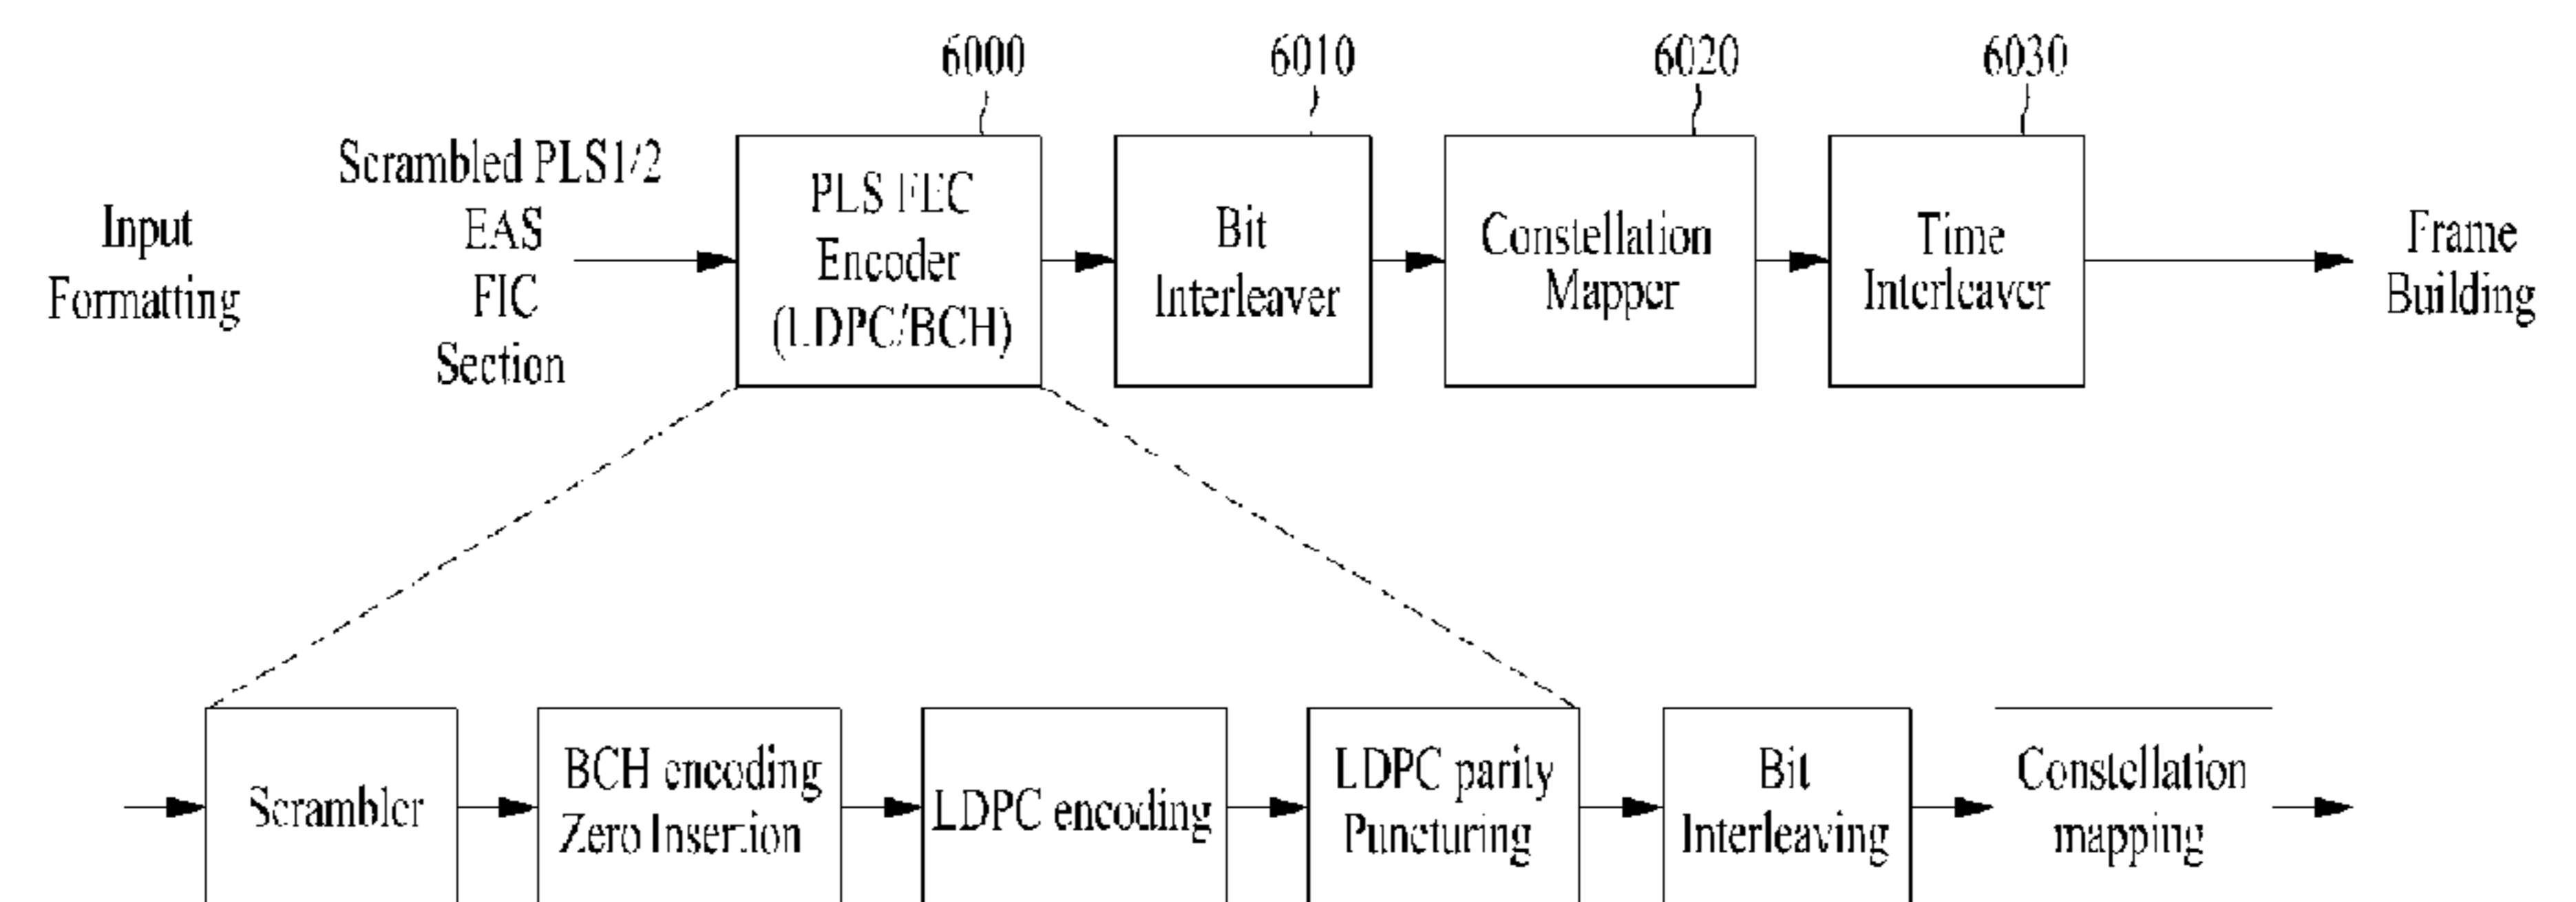 6000
6010
6020
6030
Input
Formatting
Scrambled PLS1/2
EAS
FIC
Section
PLS FEC
Encoder
(LDPC/BCH)
Bit
Interleaver
Constellation
Mapper
Time
Interleaver
Frame
Building
Scrambler
BCH encoding
Zero Insertion
LDPC encoding
LDPC parity
Puncturing
Bit
Interleaving
Constellation
mapping